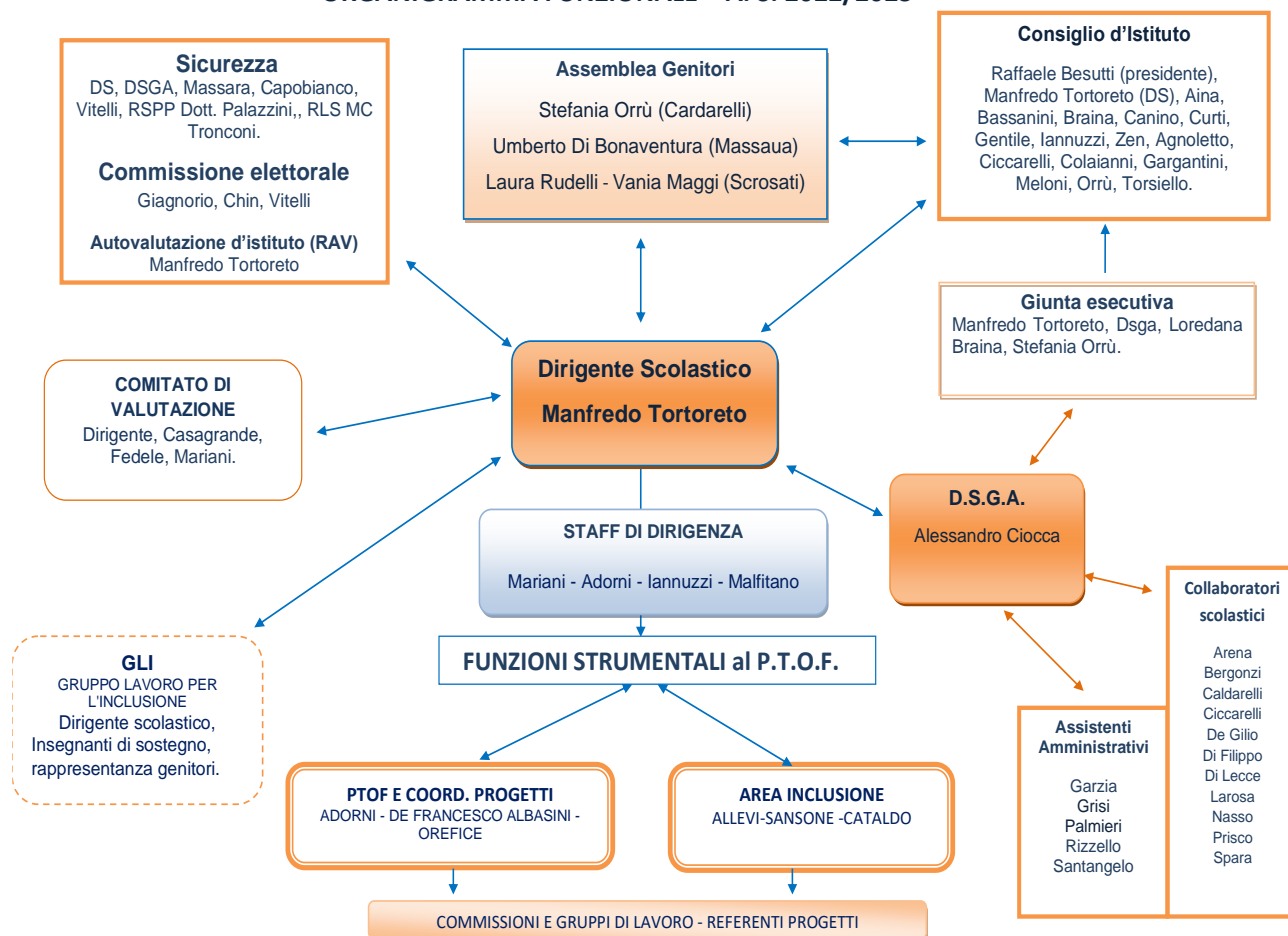 ORGANIGRAMMA FUNZIONALE – A. S. 2022/2023
Sicurezza
DS, DSGA, Massara, Capobianco,
Vitelli, RSPP Dott. Palazzini,, RLS MC
Tronconi.
Commissione elettorale
Giagnorio, Chin, Vitelli
Autovalutazione d'istituto (RAV)
Manfredo Tortoreto
Assemblea Genitori
Stefania Orrù (Cardarelli)
Umberto Di Bonaventura (Massaua)
Laura Rudelli - Vania Maggi (Scrosati)
Consiglio d'Istituto
Raffaele Besutti (presidente),
Manfredo Tortoreto (DS), Aina,
Bassanini, Braina, Canino, Curti,
Gentile, Iannuzzi, Zen, Agnoletto,
Ciccarelli, Colaianni, Gargantini,
Meloni, Orrù, Torsiello.
Giunta esecutiva
Manfredo Tortoreto, Dsga, Loredana
Braina, Stefania Orrù.
Dirigente Scolastico
Manfredo Tortoreto
COMITATO DI
VALUTAZIONE
Dirigente, Casagrande,
Fedele, Mariani.
D.S.G.A.
Alessandro Ciocca
STAFF DI DIRIGENZA
Mariani - Adorni - Iannuzzi - Malfitano
FUNZIONI STRUMENTALI al P.T.O.F.
GLI
GRUPPO LAVORO PER
L'INCLUSIONE
Dirigente scolastico,
Insegnanti di sostegno,
rappresentanza genitori.
PTOF E COORD. PROGETTI
ADORNI - DE FRANCESCO ALBASINI -
OREFICE
AREA INCLUSIONE
ALLEVI-SANSONE -CATALDO
Assistenti
Amministrativi
Garzia
Grisi
Palmieri
Rizzello
Santangelo
Collaboratori
scolastici
Arena
Bergonzi
Caldarelli
Ciccarelli
De Gilio
Di Filippo
Di Lecce
Larosa
Nasso
Prisco
Spara
COMMISSIONI E GRUPPI DI LAVORO - REFERENTI PROGETTI